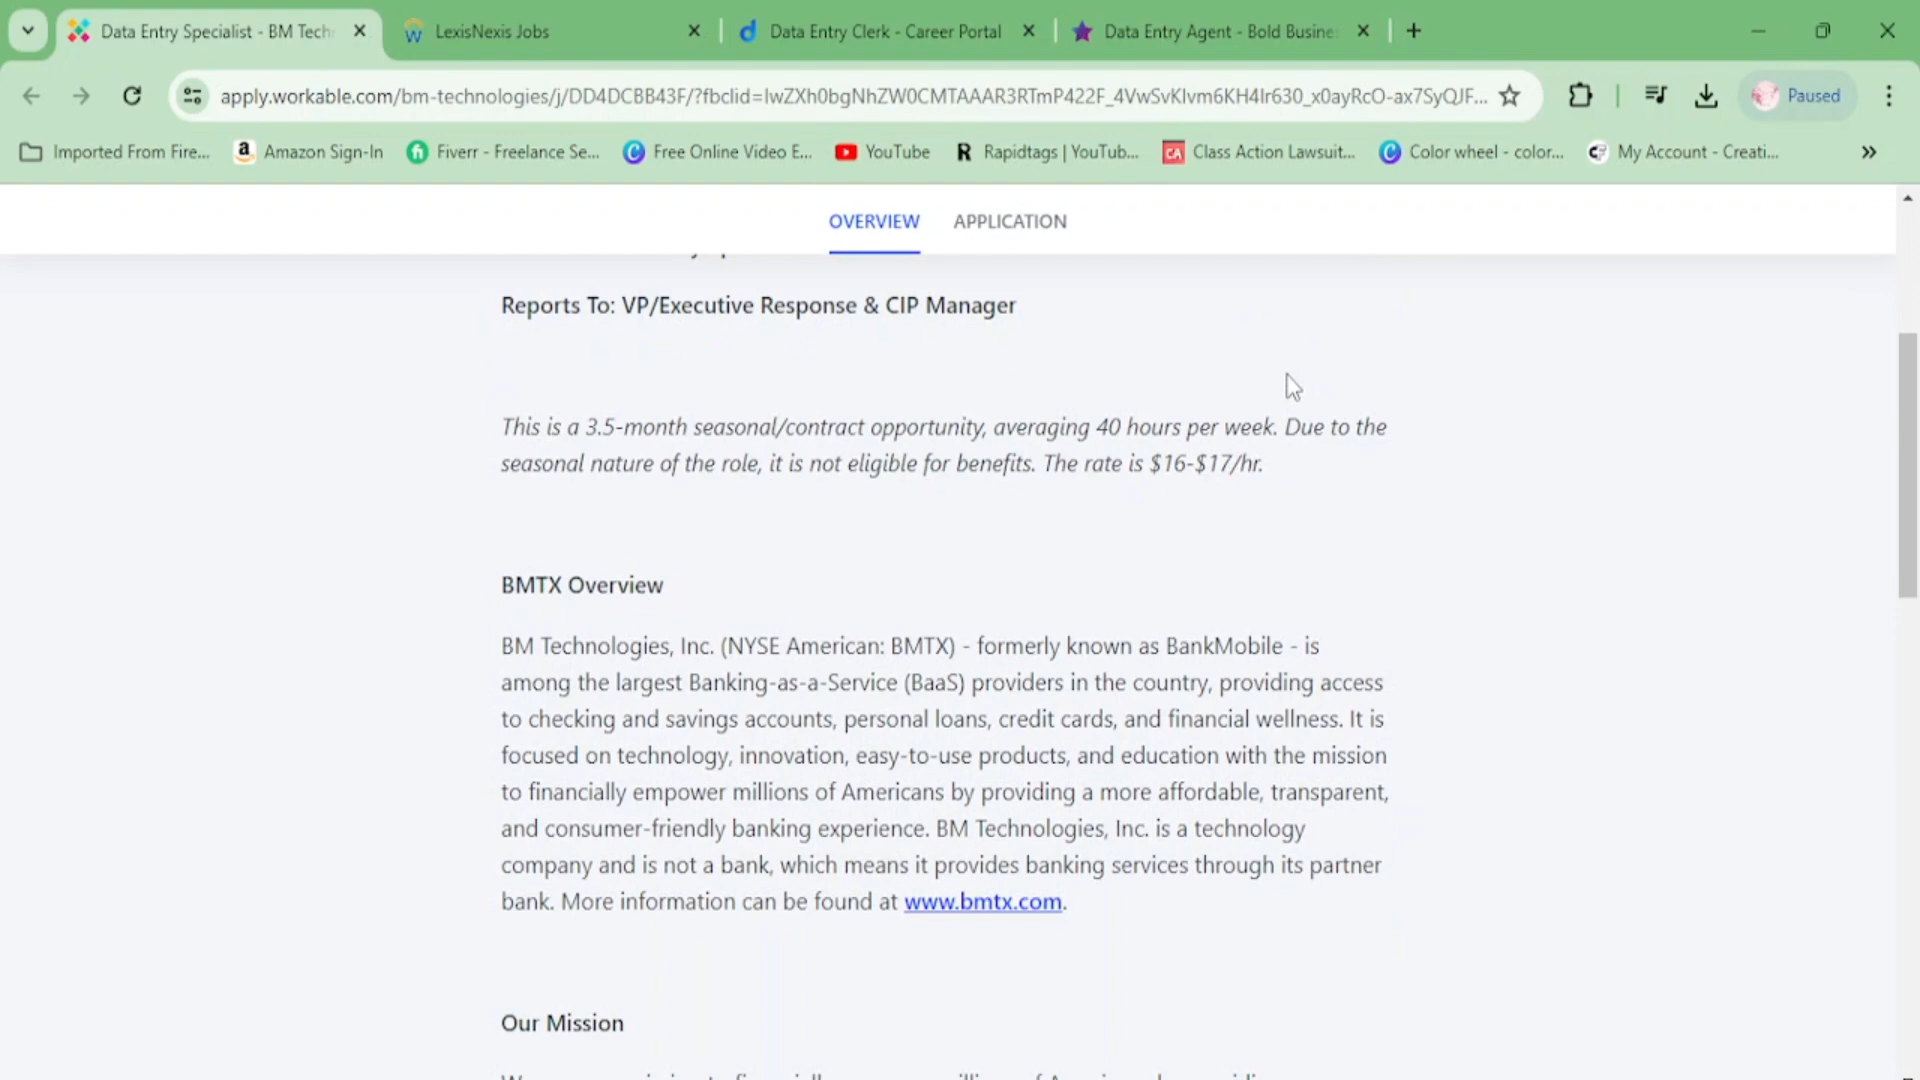 Data Entry Specialist - BM Tech
LexisNexis Jobs
Data Entry Clerk - Career Portal
Data Entry Agent - Bold Busine
apply.workable.com/bm-technologies/j/DD4DCBB43F/?fbclid=IwZXh0bgNhZW0CMTAAAR3RTmP422F_4VwSvKIvm6KH4Ir630_x0ayRcO-ax7SyQJF...
Paused
Imported From Fire...
Amazon Sign-In
Fiverr - Freelance Se...
Free Online Video E...
YouTube
Rapidtags | YouTub...
Class Action Lawsuit...
Color wheel - color...
My Account - Creati...
OVERVIEW
APPLICATION
Reports To: VP/Executive Response & CIP Manager
This is a 3.5-month seasonal/contract opportunity, averaging 40 hours per week. Due to the
seasonal nature of the role, it is not eligible for benefits. The rate is $16-$17/hr.
BMTX Overview
BM Technologies, Inc. (NYSE American: BMTX) - formerly known as BankMobile - is
among the largest Banking-as-a-Service (BaaS) providers in the country, providing access
to checking and savings accounts, personal loans, credit cards, and financial wellness. It is
focused on technology, innovation, easy-to-use products, and education with the mission
to financially empower millions of Americans by providing a more affordable, transparent,
and consumer-friendly banking experience. BM Technologies, Inc. is a technology
company and is not a bank, which means it provides banking services through its partner
bank. More information can be found at www.bmtx.com.
Our Mission